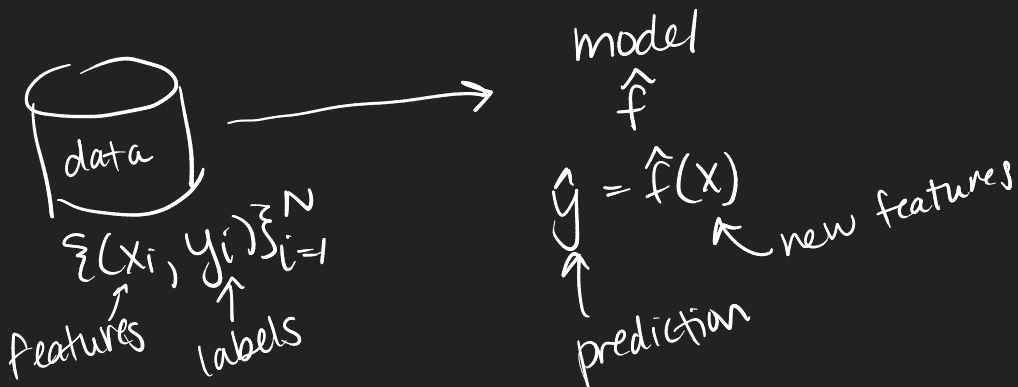 data
{(xi, yi)}ᴺi=1
features
labels
model
f̂
ŷ = f̂(x)
new features
prediction